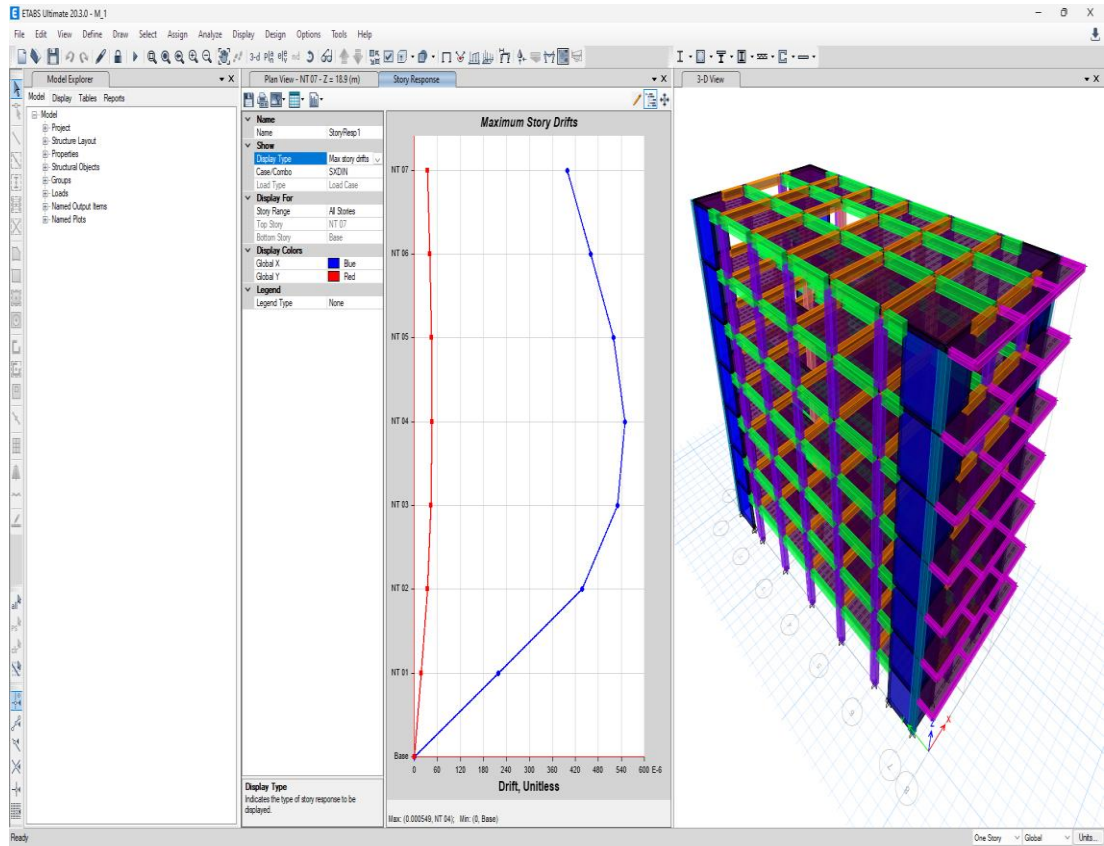 ETABS Ultimate 20.3.0 - M_1
File Edit View Define Draw Select Assign Analyze Display Design Options Tools Help
3-d
Model Explorer
Model Display Tables Reports
Model
Project
Structure Layout
Properties
Structural Objects
Groups
Loads
Named Output Items
Named Plots
Plan View - NT 07 - Z = 18.9 (m)
Story Response
Name
Name StoryResp1
Show
Display Type Max story drifts
Case/Combo SXDIN
Load Type Load Case
Display For
Story Range All Stories
Top Story NT 07
Bottom Story Base
Display Colors
Global X Blue
Global Y Red
Legend
Legend Type None
Display Type
Indicates the type of story response to be
displayed.
Maximum Story Drifts
NT 07
NT 06
NT 05
NT 04
NT 03
NT 02
NT 01
Base
0 60 120 180 240 300 360 420 480 540 600 E-6
Drift, Unitless
Max: (0.000549, NT 04); Min: (0, Base)
3-D View
Z
X
Ready
One Story Global Units...